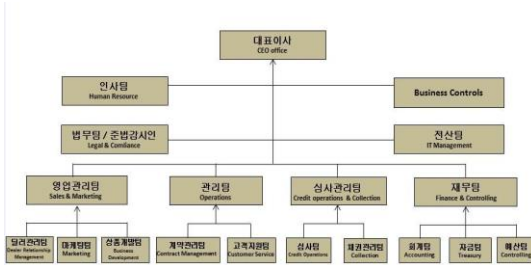 대표이사
CEO office
인사팀
Human Resource
Business Controls
법무팀 / 준법감시인
Legal & Comliance
전산팀
IT Management
영업관리팀
Sales & Marketing
관리팀
Operations
심사관리팀
Credit operations & Collection
재무팀
Finance & Controlling
딜러관리팀
Dealer Relationship
Management
마케팅팀
Marketing
상품개발팀
Business
Development
계약관리팀
Contract Management
고객지원팀
Customer Service
심사팀
Credit Operations
채권관리팀
Collection
회계팀
Accounting
자금팀
Treasury
예산팀
Controlling